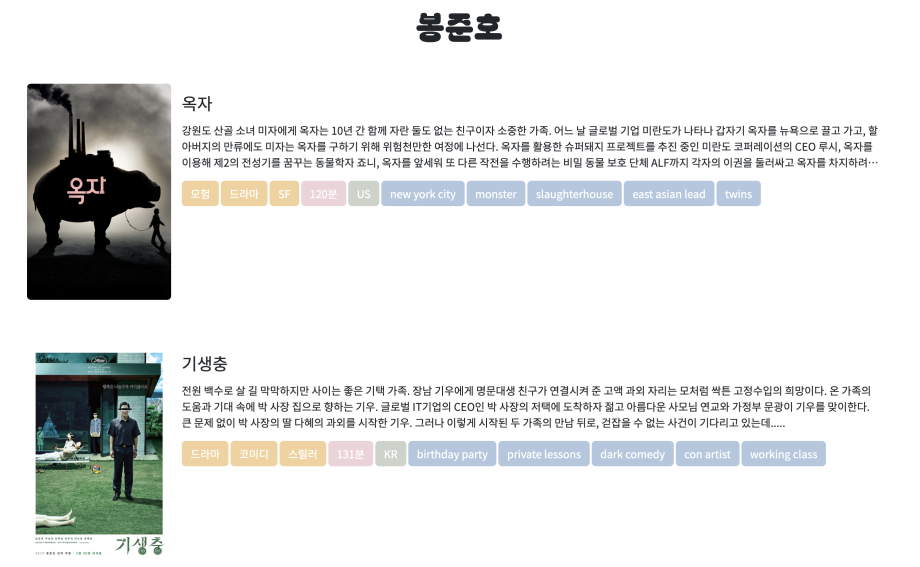 봉준호
옥자
옥자
강원도 산골 소녀 미자에게 옥자는 10년 간 함께 자란 둘도 없는 친구이자 소중한 가족. 어느 날 글로벌 기업 미란도가 나타나 갑자기 옥자를 뉴욕으로 끌고 가고, 할
아버지의 만류에도 미자는 옥자를 구하기 위해 위험천만한 여정에 나선다. 옥자를 활용한 슈퍼돼지 프로젝트를 추진 중인 미란도 코퍼레이션의 CEO 루시, 옥자를
이용해 제2의 전성기를 꿈꾸는 동물학자 죠니, 옥자를 앞세워 또 다른 작전을 수행하려는 비밀 동물 보호 단체 ALF까지 각자의 이권을 둘러싸고 옥자를 차지하려…
모험 드라마 SF 120분 US new york city monster slaughterhouse east asian lead twins
기생충
전원 백수로 살 길 막막하지만 사이는 좋은 기택 가족. 장남 기우에게 명문대생 친구가 연결시켜 준 고액 과외 자리는 모처럼 싹튼 고정수입의 희망이다. 온 가족의
도움과 기대 속에 박 사장 집으로 향하는 기우. 글로벌 IT기업의 CEO인 박 사장의 저택에 도착하자 젊고 아름다운 사모님 연교와 가정부 문광이 기우를 맞이한다.
큰 문제 없이 박 사장의 딸 다혜의 과외를 시작한 기우. 그러나 이렇게 시작된 두 가족의 만남 뒤로, 걷잡을 수 없는 사건이 기다리고 있는데.....
드라마 코미디 스릴러 131분 KR birthday party private lessons dark comedy con artist working class
기생충